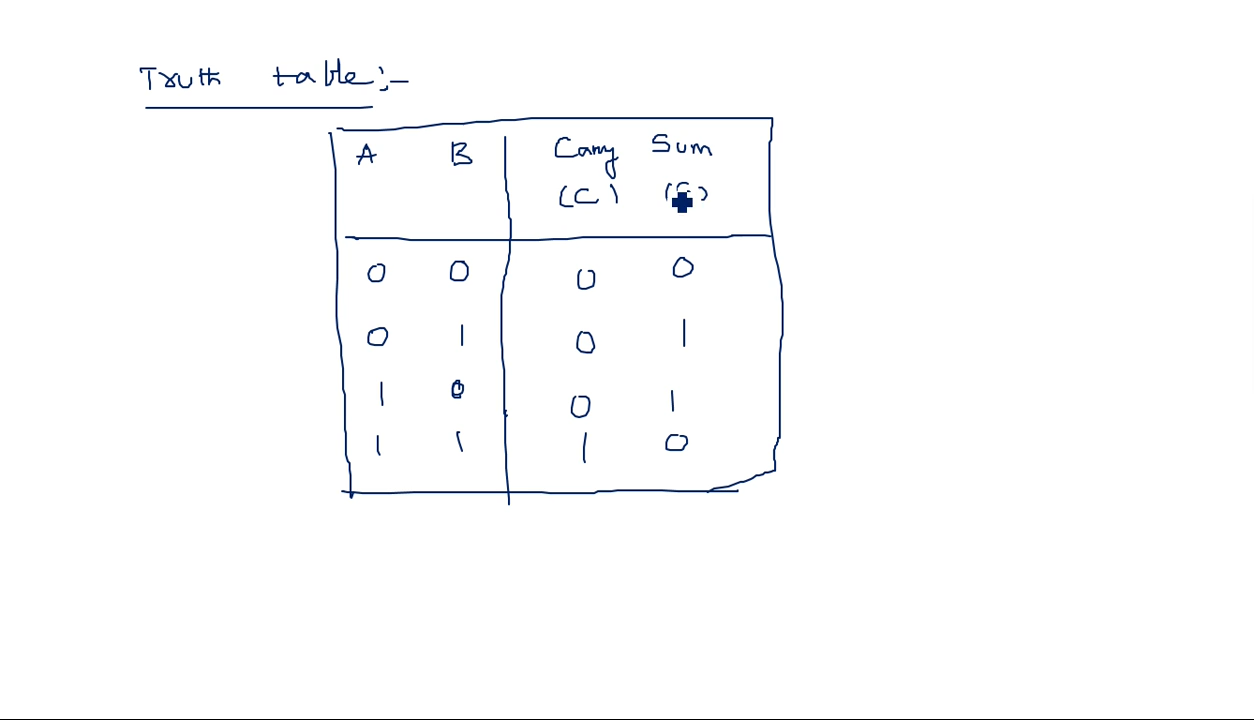 Truth table:-
A B Carry Sum
(C) (S)
0 0 0 0
0 1 0 1
1 0 0 1
1 1 1 0